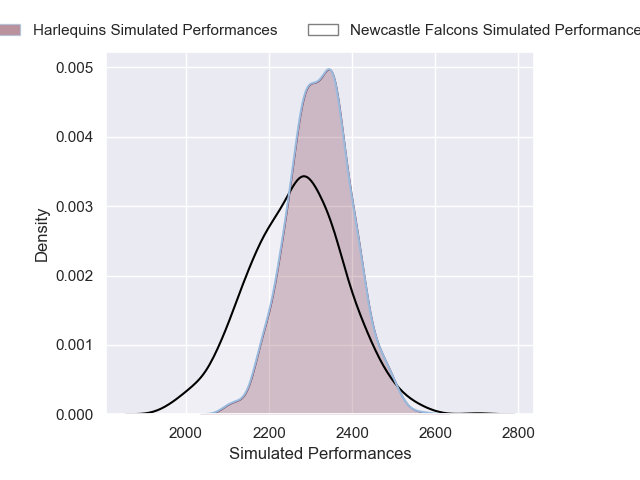 Harlequins Simulated Performances
Newcastle Falcons Simulated Performance
0.005
0.004
0.003
0.002
0.001
0.000
Density
2000
2200
2400
2600
2800
Simulated Performances